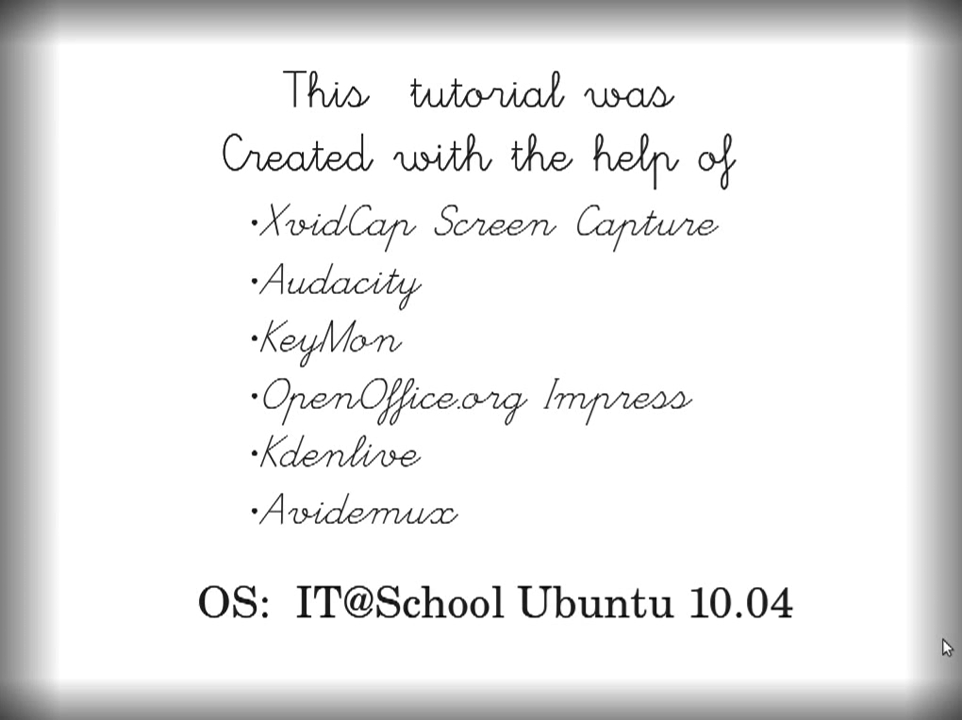 This tutorial was
Created with the help of
•XvidCap Screen Capture
•Audacity
•KeyMon
•OpenOffice.org Impress
•Kdenlive
•Avidemux
OS: IT@School Ubuntu 10.04